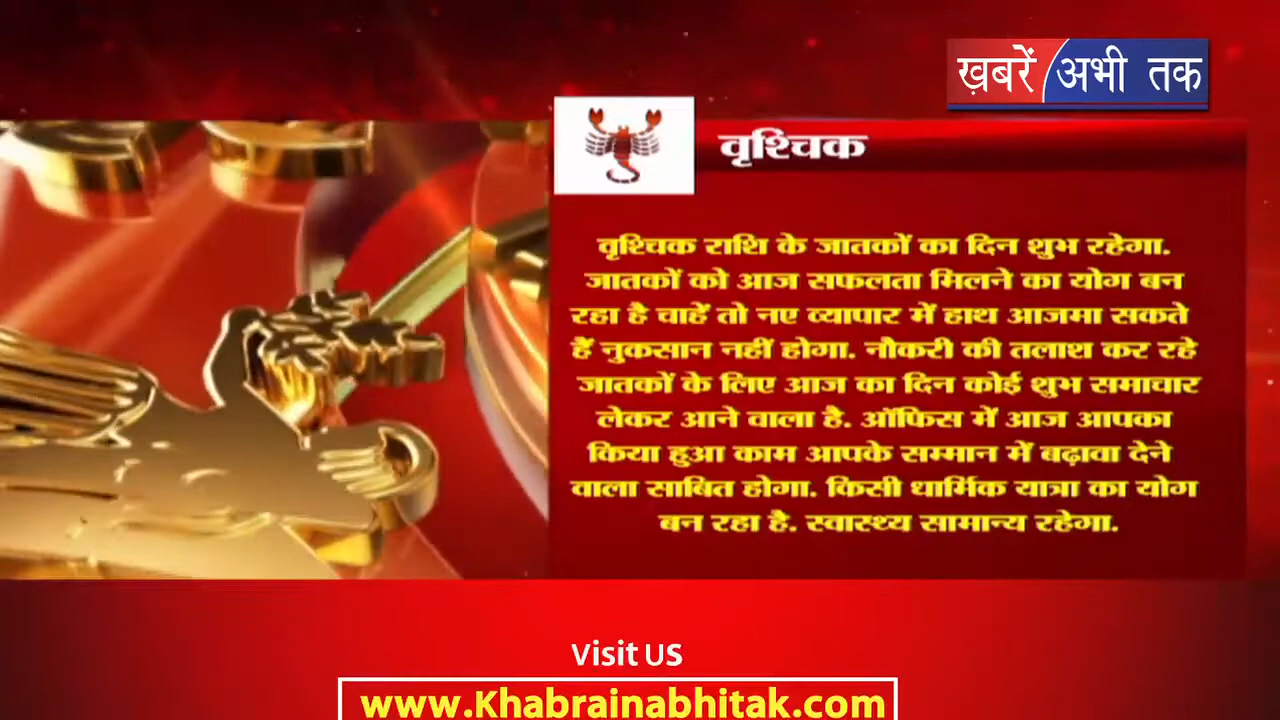 ख़बरें अभी तक
वृश्चिक
वृश्चिक राशि के जातकों का दिन शुभ रहेगा.
जातकों को आज सफलता मिलने का योग बन
रहा है चाहें तो नए व्यापार में हाथ आजमा सकते
हैं नुकसान नहीं होगा. नौकरी की तलाश कर रहे
जातकों के लिए आज का दिन कोई शुभ समाचार
लेकर आने वाला है. ऑफिस में आज आपका
किया हुआ काम आपके सम्मान में बढ़ावा देने
वाला साबित होगा. किसी धार्मिक यात्रा का योग
बन रहा है. स्वास्थ्य सामान्य रहेगा.
Visit US
www.Khabrainabhitak.com